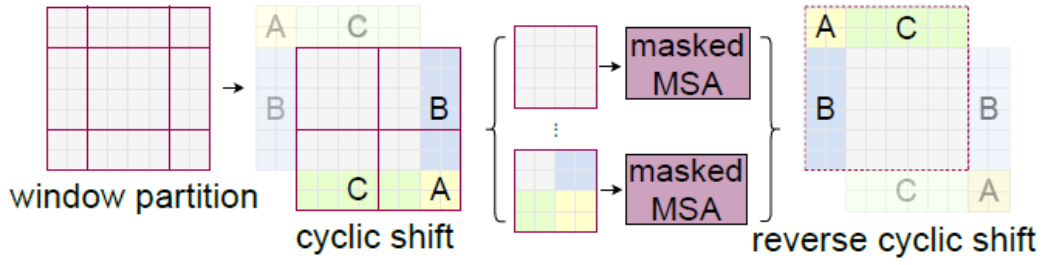 A C
B
B
C A
window partition
cyclic shift
masked
MSA
masked
MSA
A C
B
B
C A
reverse cyclic shift